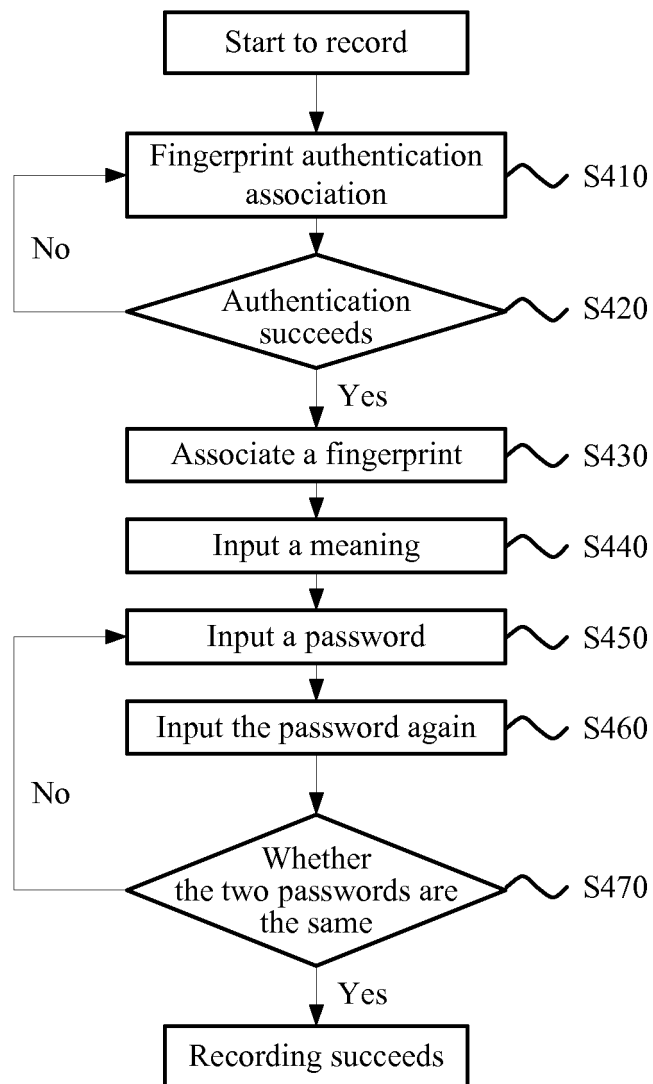 Start to record
Fingerprint authentication
association
S410
No
Authentication
succeeds
S420
Yes
Associate a fingerprint
S430
Input a meaning
S440
Input a password
S450
Input the password again
S460
No
Whether
the two passwords are
the same
S470
Yes
Recording succeeds